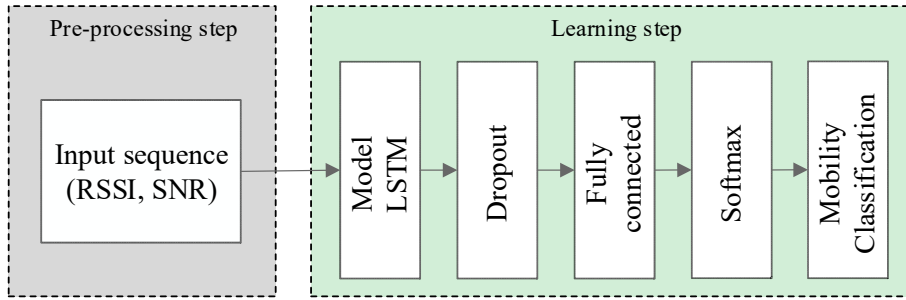 Pre-processing step
Learning step
Input sequence
(RSSI, SNR)
Model
LSTM
Dropout
Fully
connected
Softmax
Mobility
Classification